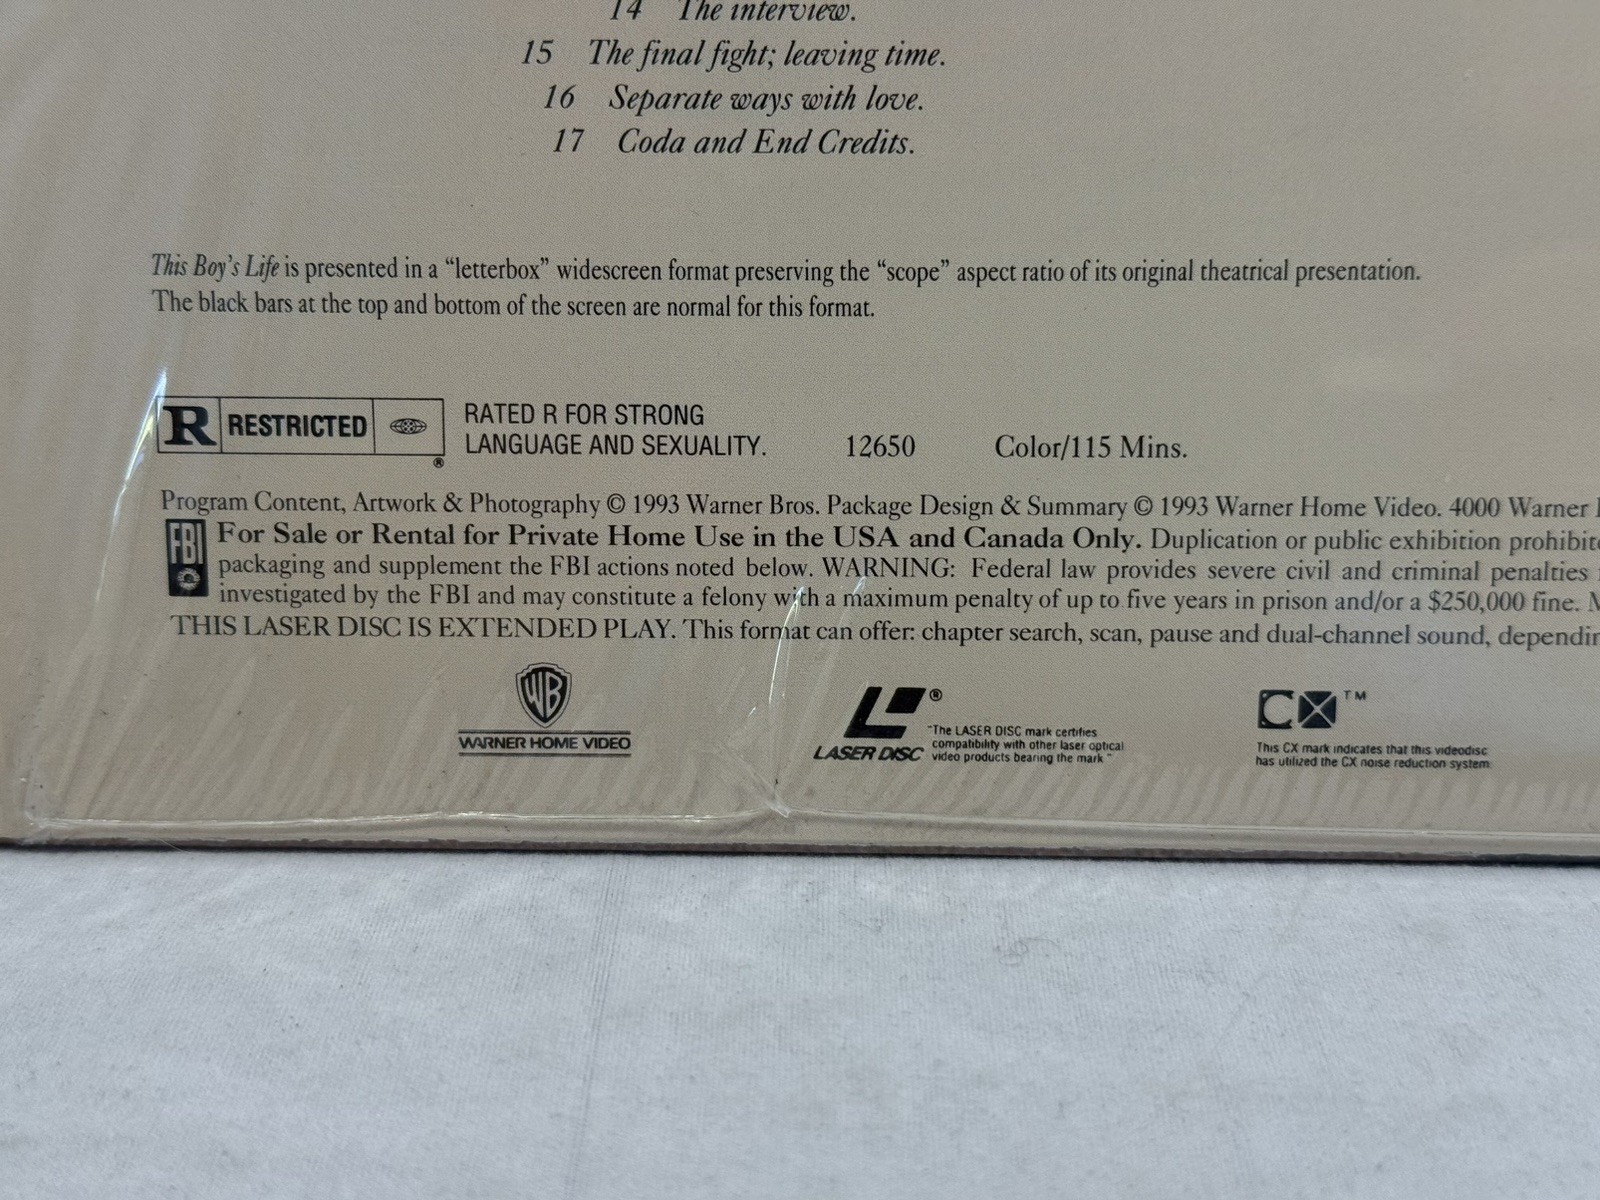 14 The interview.
15 The final fight; leaving time.
16 Separate ways with love.
17 Coda and End Credits.
This Boy's Life is presented in a “letterbox” widescreen format preserving the “scope” aspect ratio of its original theatrical presentation.
The black bars at the top and bottom of the screen are normal for this format.
R RESTRICTED ®
RATED R FOR STRONG
LANGUAGE AND SEXUALITY. 12650 Color/115 Mins.
Program Content, Artwork & Photography © 1993 Warner Bros. Package Design & Summary © 1993 Warner Home Video. 4000 Warner
FBI For Sale or Rental for Private Home Use in the USA and Canada Only. Duplication or public exhibition
packaging and supplement the FBI actions noted below. WARNING: Federal law provides severe civil and criminal penalties
investigated by the FBI and may constitute a felony with a maximum penalty of up to five years in prison and/or a $250,000 fine.
THIS LASER DISC IS EXTENDED PLAY. This format can offer: chapter search, scan, pause and dual-channel sound,
WB
WARNER HOME VIDEO
®
LASER DISC
"The LASER DISC mark certifies
compatibility with other laser optical
video products bearing the mark"
CX™
This CX mark indicates that this videodisc
has utilized the CX noise reduction system